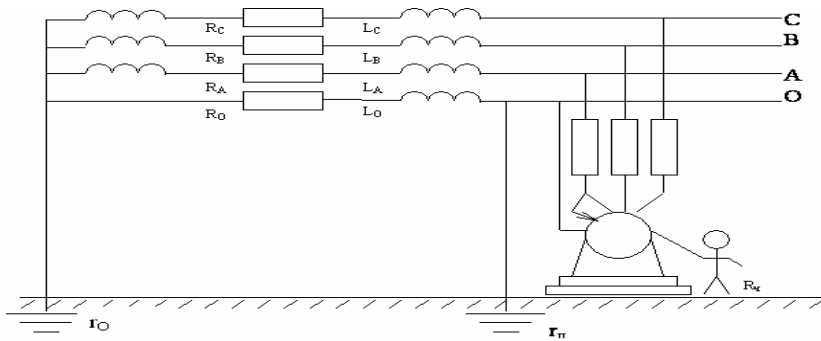 R_C L_C C
R_B L_B B
R_A L_A A
R_O L_O O
R_ч
r_O r_п